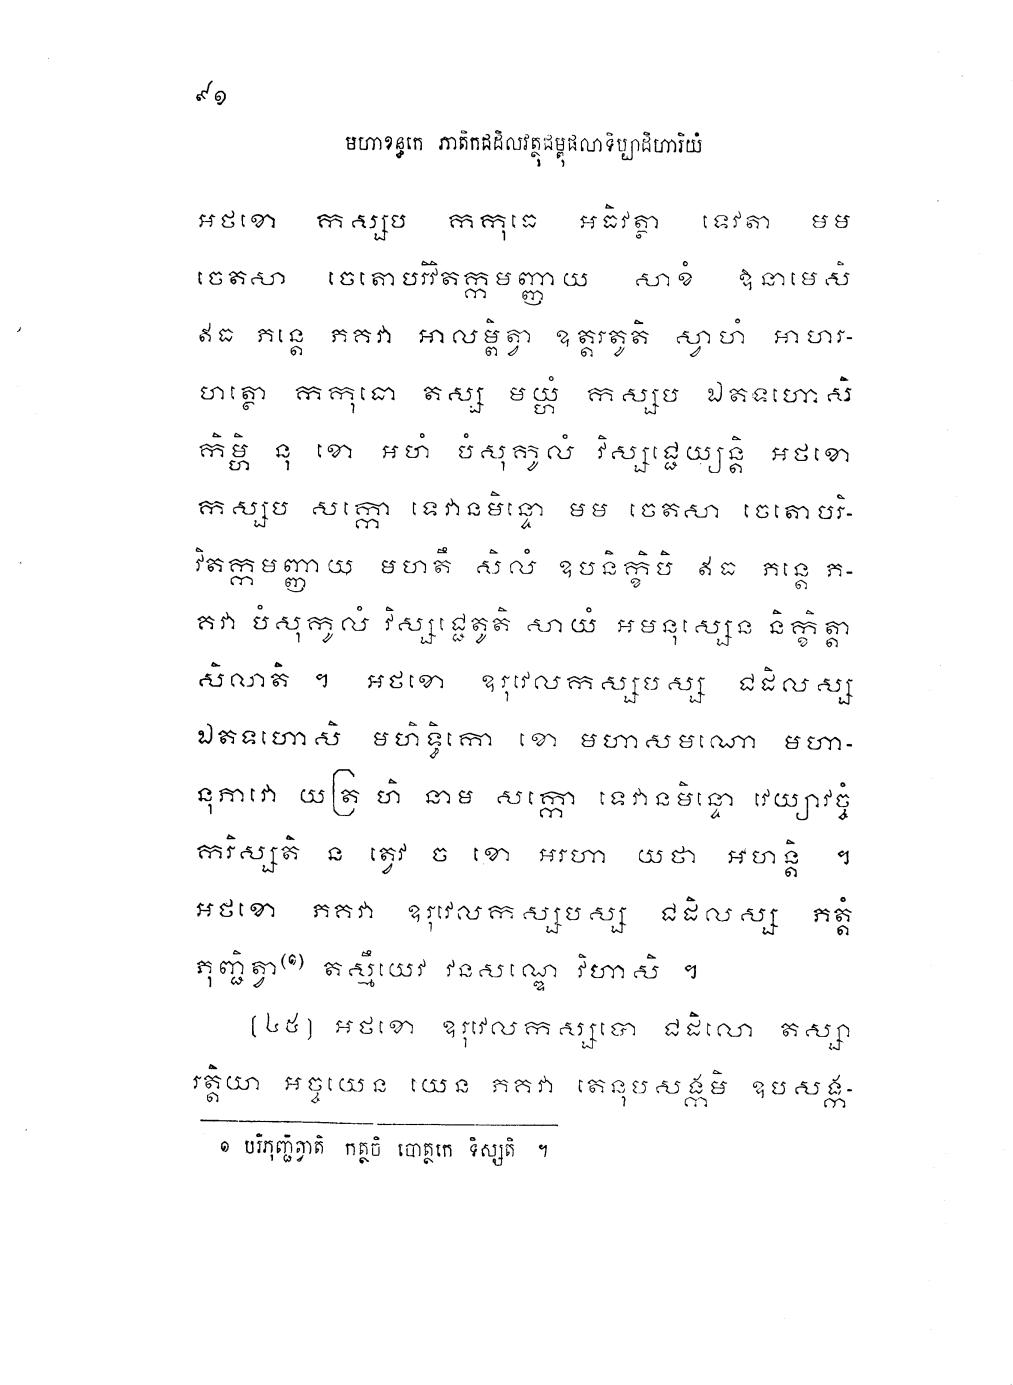 ៩១
មហាខន្ធកេ ភាតិកជដិលវត្ថុជម្ពុផលាទិប្បាដិហារិយំ
អថខោ កស្សប កកុធេ អធិវត្ថា ទេវតា មម
ចេតសា ចេតោបរិវិតក្កមញ្ញាយ សាខំ ឱនាមេសិ
ឥធ ភន្តេ ភគវា អាលម្ពិត្វា ឧត្តរតូតិ ស្វាហំ អាហរ-
ហត្ថោ កកុធោ តស្ស មយ្ហំ កស្សប ឯតទហោសិ
កិម្ហិ នុ ខោ អហំ បំសុកូលំ វិស្សជ្ជេយ្យន្តិ អថខោ
កស្សប សក្កោ ទេវានមិន្ទោ មម ចេតសា ចេតោបរិ-
វិតក្កមញ្ញាយ មហតឹ សិលំ ឧបនិក្ខិបិ ឥធ ភន្តេ ភ-
គវា បំសុកូលំ វិស្សជ្ជេតូតិ សាយំ អមនុស្សេន និក្ខិត្តា
សិលាតិ ។ អថខោ ឧរុវេលកស្សបស្ស ជដិលស្ស
ឯតទហោសិ មហិទ្ធិកោ ខោ មហាសមណោ មហា-
នុភាវោ យត្រ ហិ នាម សក្កោ ទេវានមិន្ទោ វេយ្យាវច្ចំ
ករិស្សតិ ន ត្វេវ ច ខោ អរហា យថា អហន្តិ ។
អថខោ ភគវា ឧរុវេលកស្សបស្ស ជដិលស្ស ភត្តំ
ភុញ្ជិត្វា(១) តស្មឹយេវ វនសណ្ឌេ វិហាសិ ។
[៤៥] អថខោ ឧរុវេលកស្សបោ ជដិលោ តស្សា
រត្តិយា អច្ចយេន យេន ភគវា តេនុបសង្កមិ ឧបសង្ក-
១ បរិភុញ្ជិត្វាតិ កត្ថចិ បោត្ថកេ ទិស្សតិ ។